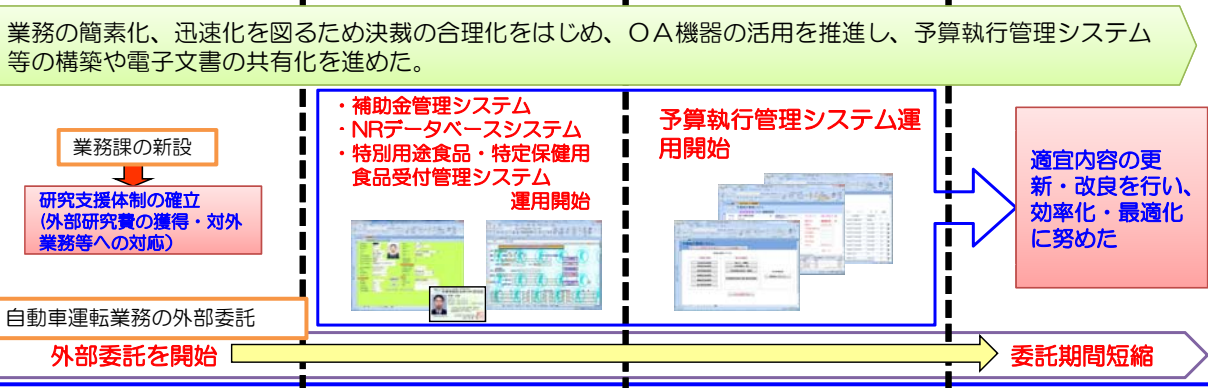 業務の簡素化、迅速化を図るため決裁の合理化をはじめ、ＯＡ機器の活用を推進し、予算執行管理システム
等の構築や電子文書の共有化を進めた。
業務課の新設
研究支援体制の確立
(外部研究費の獲得・対外
業務等への対応)
・補助金管理システム
・NRデータベースシステム
・特別用途食品・特定保健用
食品受付管理システム
運用開始
予算執行管理システム運
用開始
適宜内容の更
新・改良を行い、
効率化・最適化
に努めた
自動車運転業務の外部委託
外部委託を開始
委託期間短縮